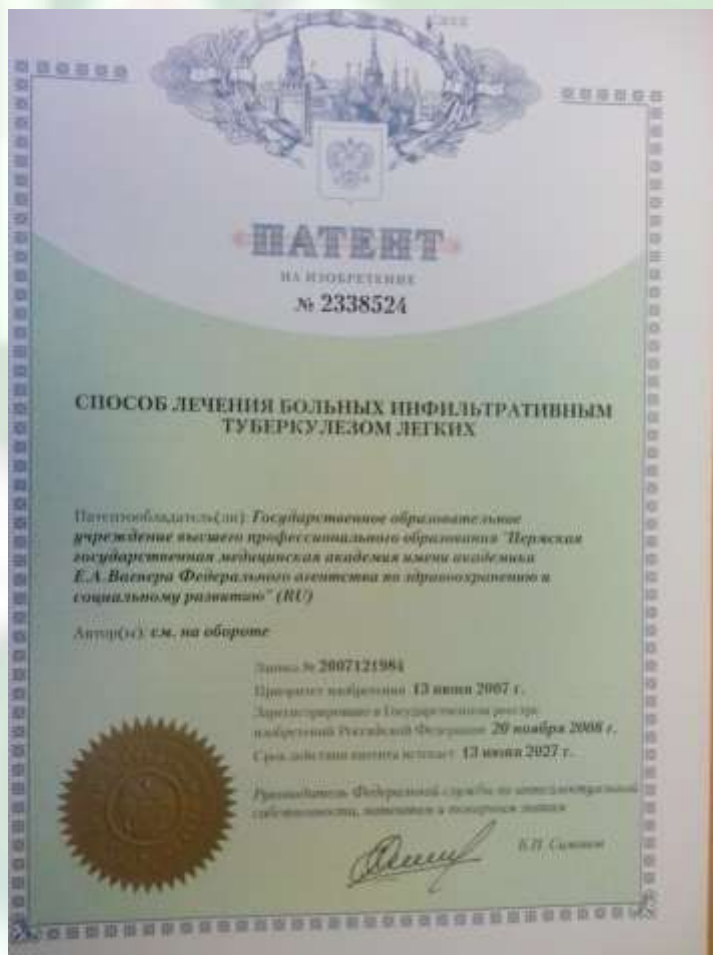 ПАТЕНТ
НА ИЗОБРЕТЕНИЕ
№ 2338524
СПОСОБ ЛЕЧЕНИЯ БОЛЬНЫХ ИНФИЛЬТРАТИВНЫМ
ТУБЕРКУЛЕЗОМ ЛЕГКИХ
Патентообладатель(ли): Государственное образовательное
учреждение высшего профессионального образования "Пермская
государственная медицинская академия имени академика
Е.А.Вагнера Федерального агентства по здравоохранению и
социальному развитию" (RU)
Автор(ы): см. на обороте
Заявка № 2007121984
Приоритет изобретения 13 июня 2007 г.
Зарегистрировано в Государственном реестре
изобретений Российской Федерации 20 ноября 2008 г.
Срок действия патента истекает 13 июня 2027 г.
Руководитель Федеральной службы по интеллектуальной
собственности, патентам и товарным знакам
Б.П. Симонов